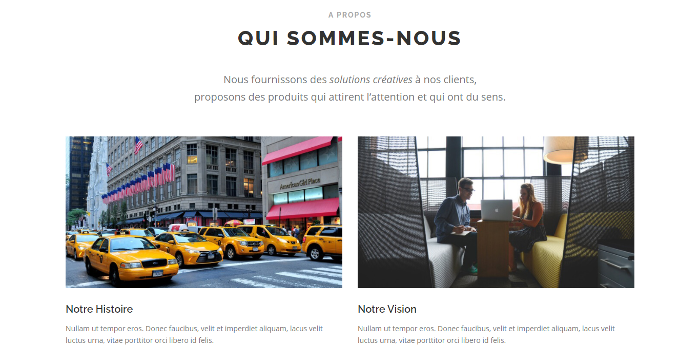 A PROPOS
QUI SOMMES-NOUS
Nous fournissons des solutions créatives à nos clients,
proposons des produits qui attirent l'attention et qui ont du sens.
Notre Histoire
Notre Vision
Nullam ut tempor eros. Donec faucibus, velit et imperdiet aliquam, lacus velit
luctus urna, vitae porttitor orci libero id felis.
Nullam ut tempor eros. Donec faucibus, velit et imperdiet aliquam, lacus velit
luctus urna, vitae porttitor orci libero id felis.